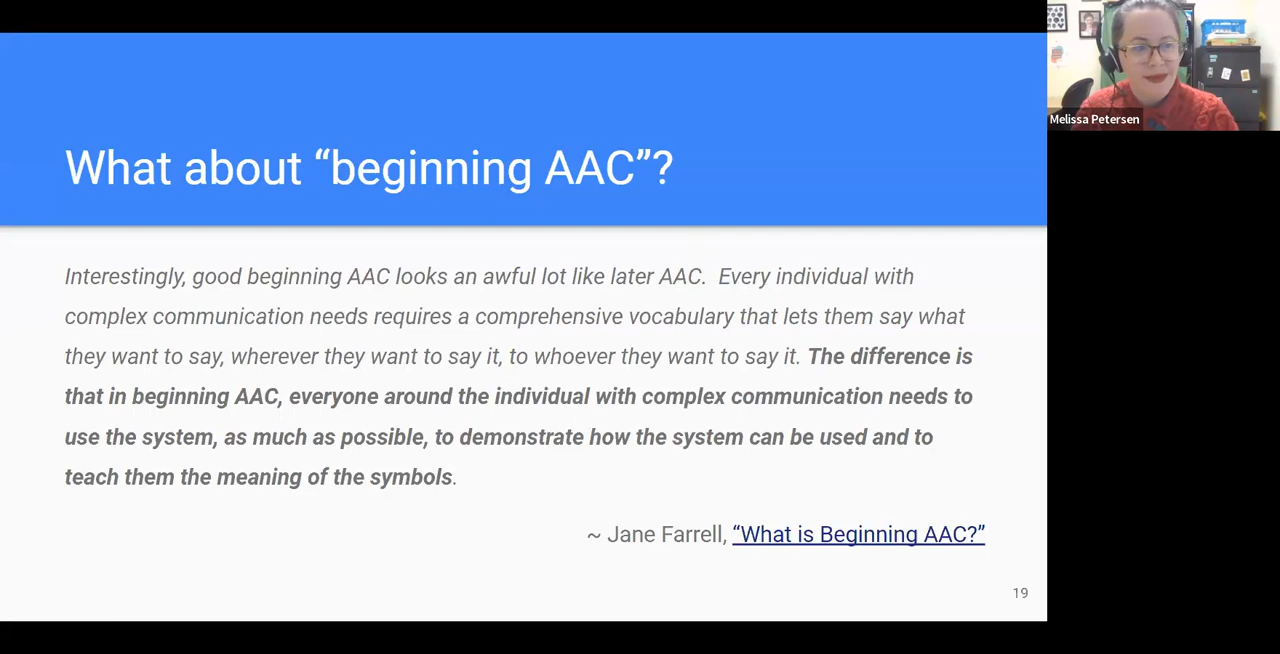 What about “beginning AAC”?
Interestingly, good beginning AAC looks an awful lot like later AAC.  Every individual with
complex communication needs requires a comprehensive vocabulary that lets them say what
they want to say, wherever they want to say it, to whoever they want to say it. The difference is
that in beginning AAC, everyone around the individual with complex communication needs to
use the system, as much as possible, to demonstrate how the system can be used and to
teach them the meaning of the symbols.
~ Jane Farrell, “What is Beginning AAC?”
19
Melissa Petersen